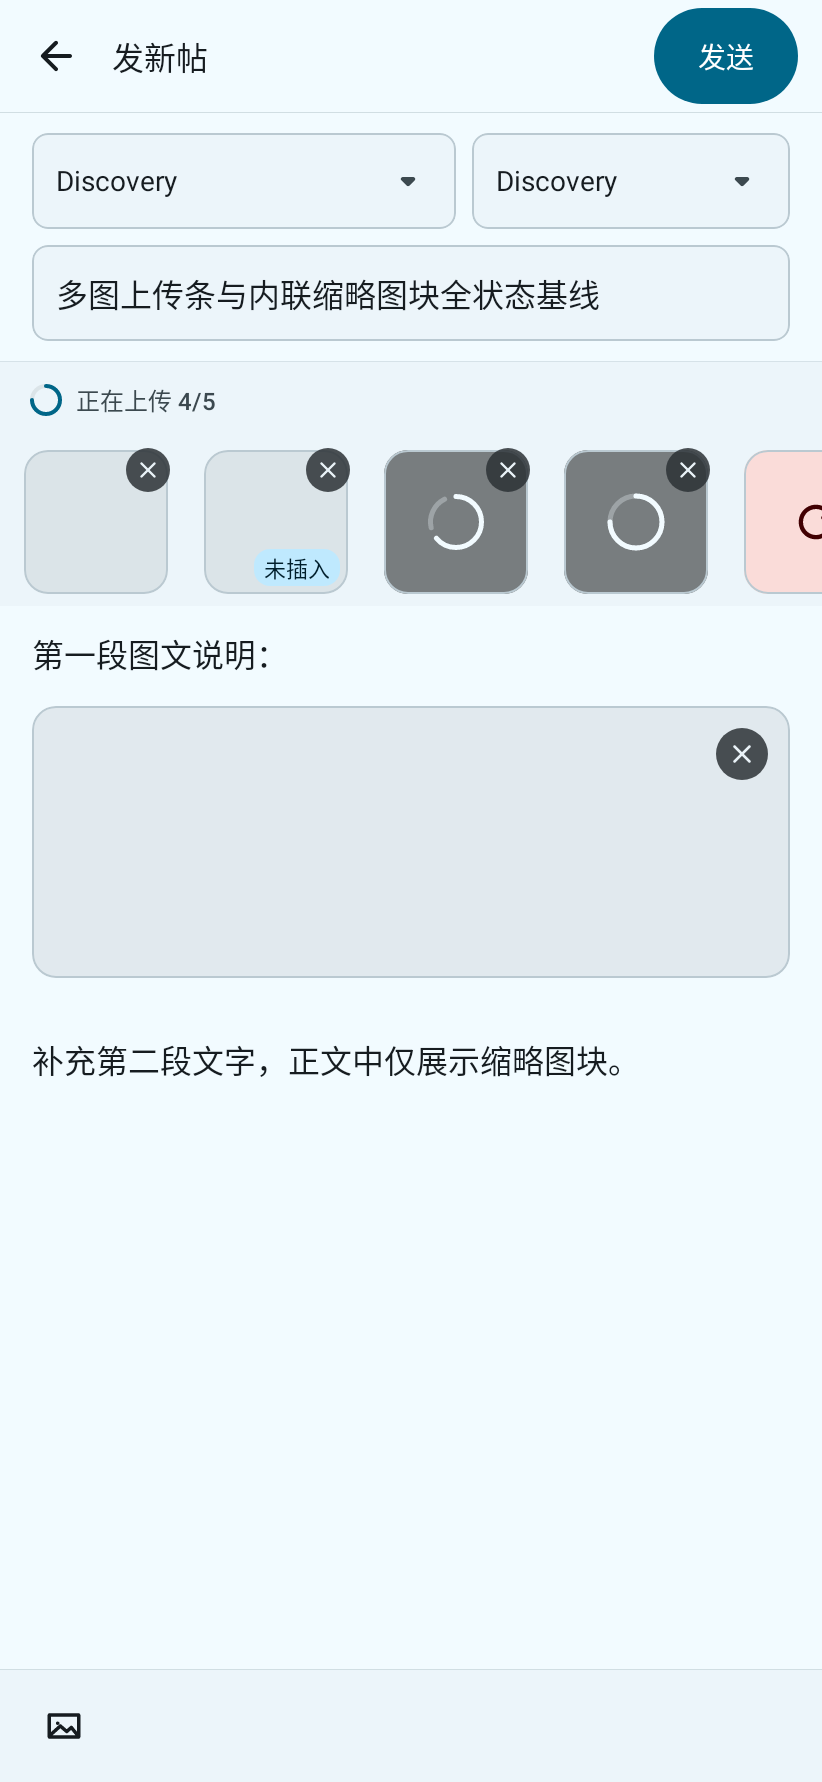 发新帖
发送
Discovery
Discovery
多图上传条与内联缩略图块全状态基线
正在上传 4/5
未插入
第一段图文说明：
补充第二段文字，正文中仅展示缩略图块。